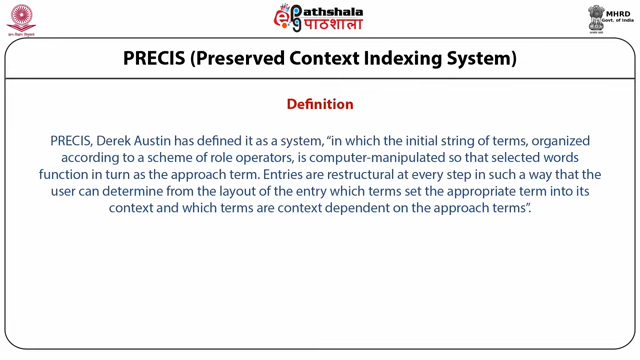 ePathshala
पाठशाला
MHRD
Govt. of India
PRECIS (Preserved Context Indexing System)
Definition
PRECIS, Derek Austin has defined it as a system, “in which the initial string of terms, organized
according to a scheme of role operators, is computer-manipulated so that selected words
function in turn as the approach term. Entries are restructural at every step in such a way that the
user can determine from the layout of the entry which terms set the appropriate term into its
context and which terms are context dependent on the approach terms”.